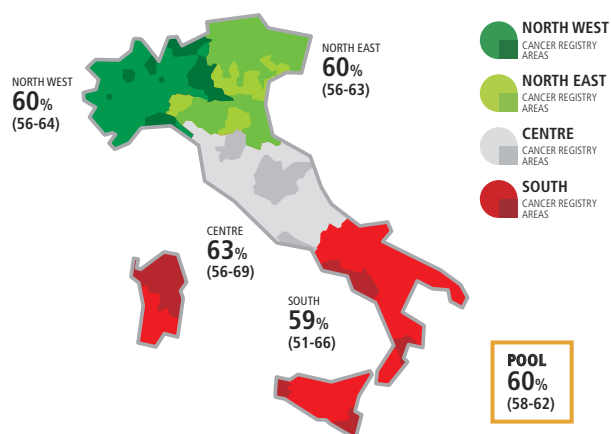 NORTH WEST
60%
(56-64)
NORTH EAST
60%
(56-63)
CENTRE
63%
(56-69)
SOUTH
59%
(51-66)
NORTH WEST
CANCER REGISTRY
AREAS
NORTH EAST
CANCER REGISTRY
AREAS
CENTRE
CANCER REGISTRY
AREAS
SOUTH
CANCER REGISTRY
AREAS
POOL
60%
(58-62)